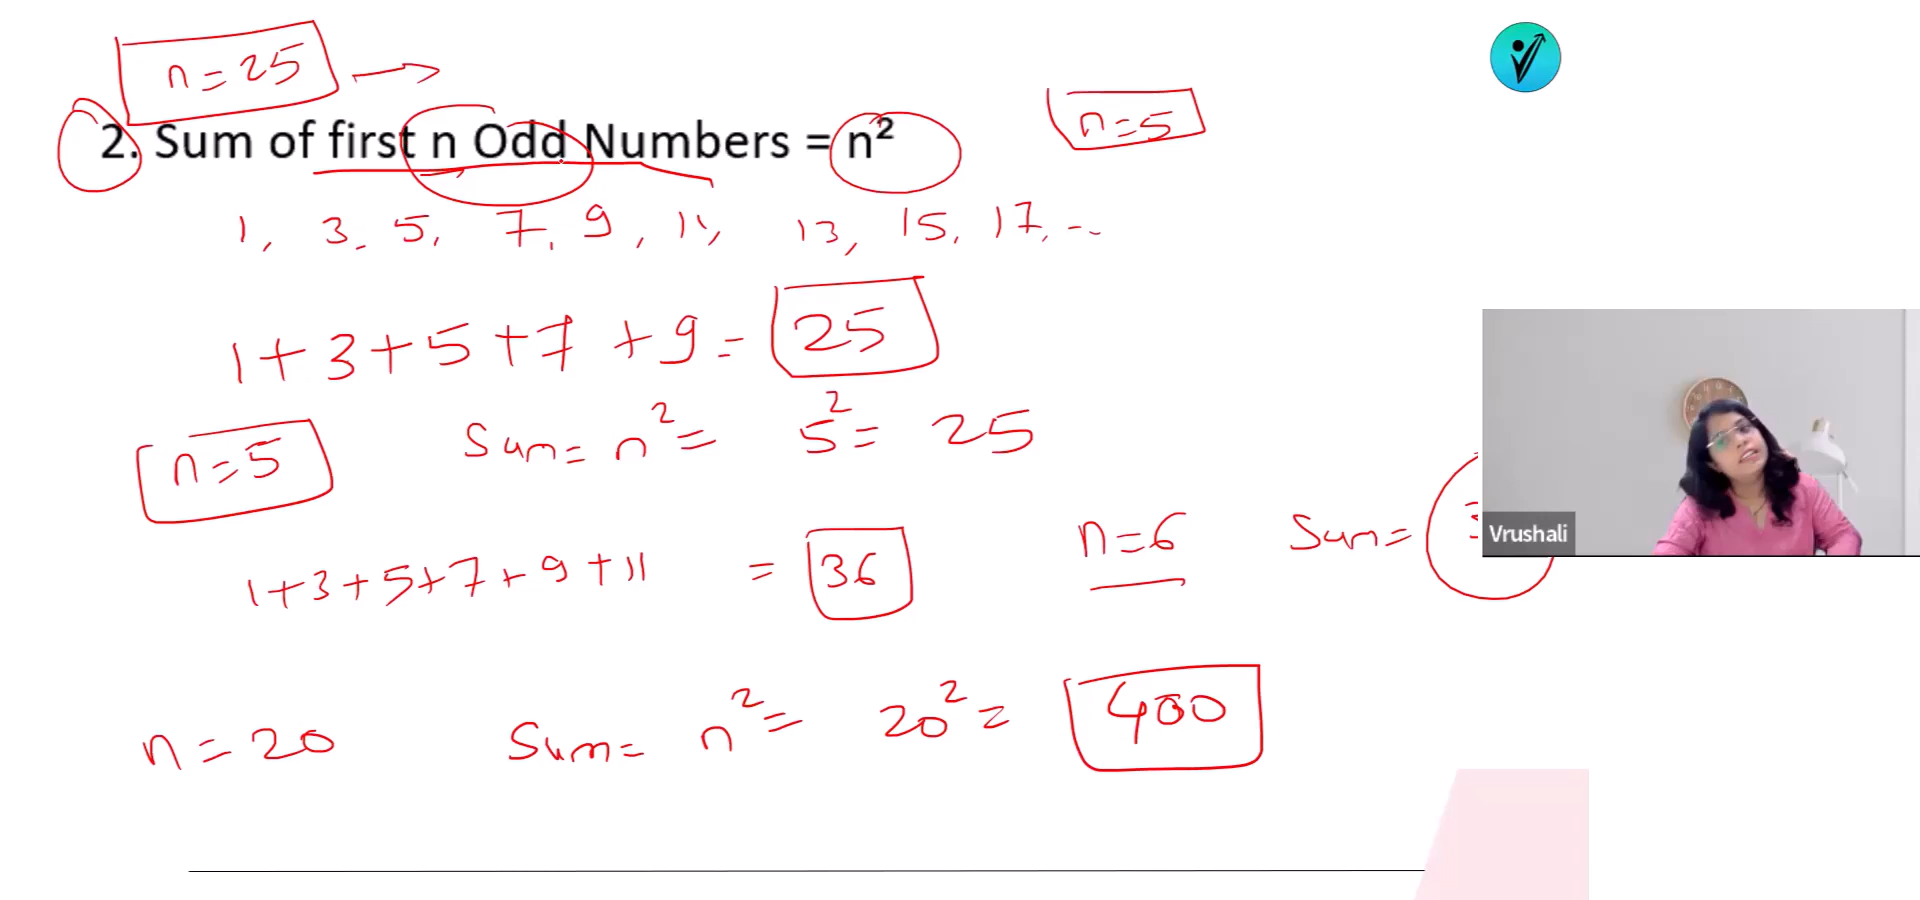 n=25
2. Sum of first n Odd Numbers = n²
n=5
1, 3, 5, 7, 9, 11, 13, 15, 17, ...
1+3+5+7+9= 25
n=5 Sum= n²= 5²= 25
1+3+5+7+9+11 = 36 n=6 Sum=
Vrushali
n=20 Sum= n²= 20²= 400